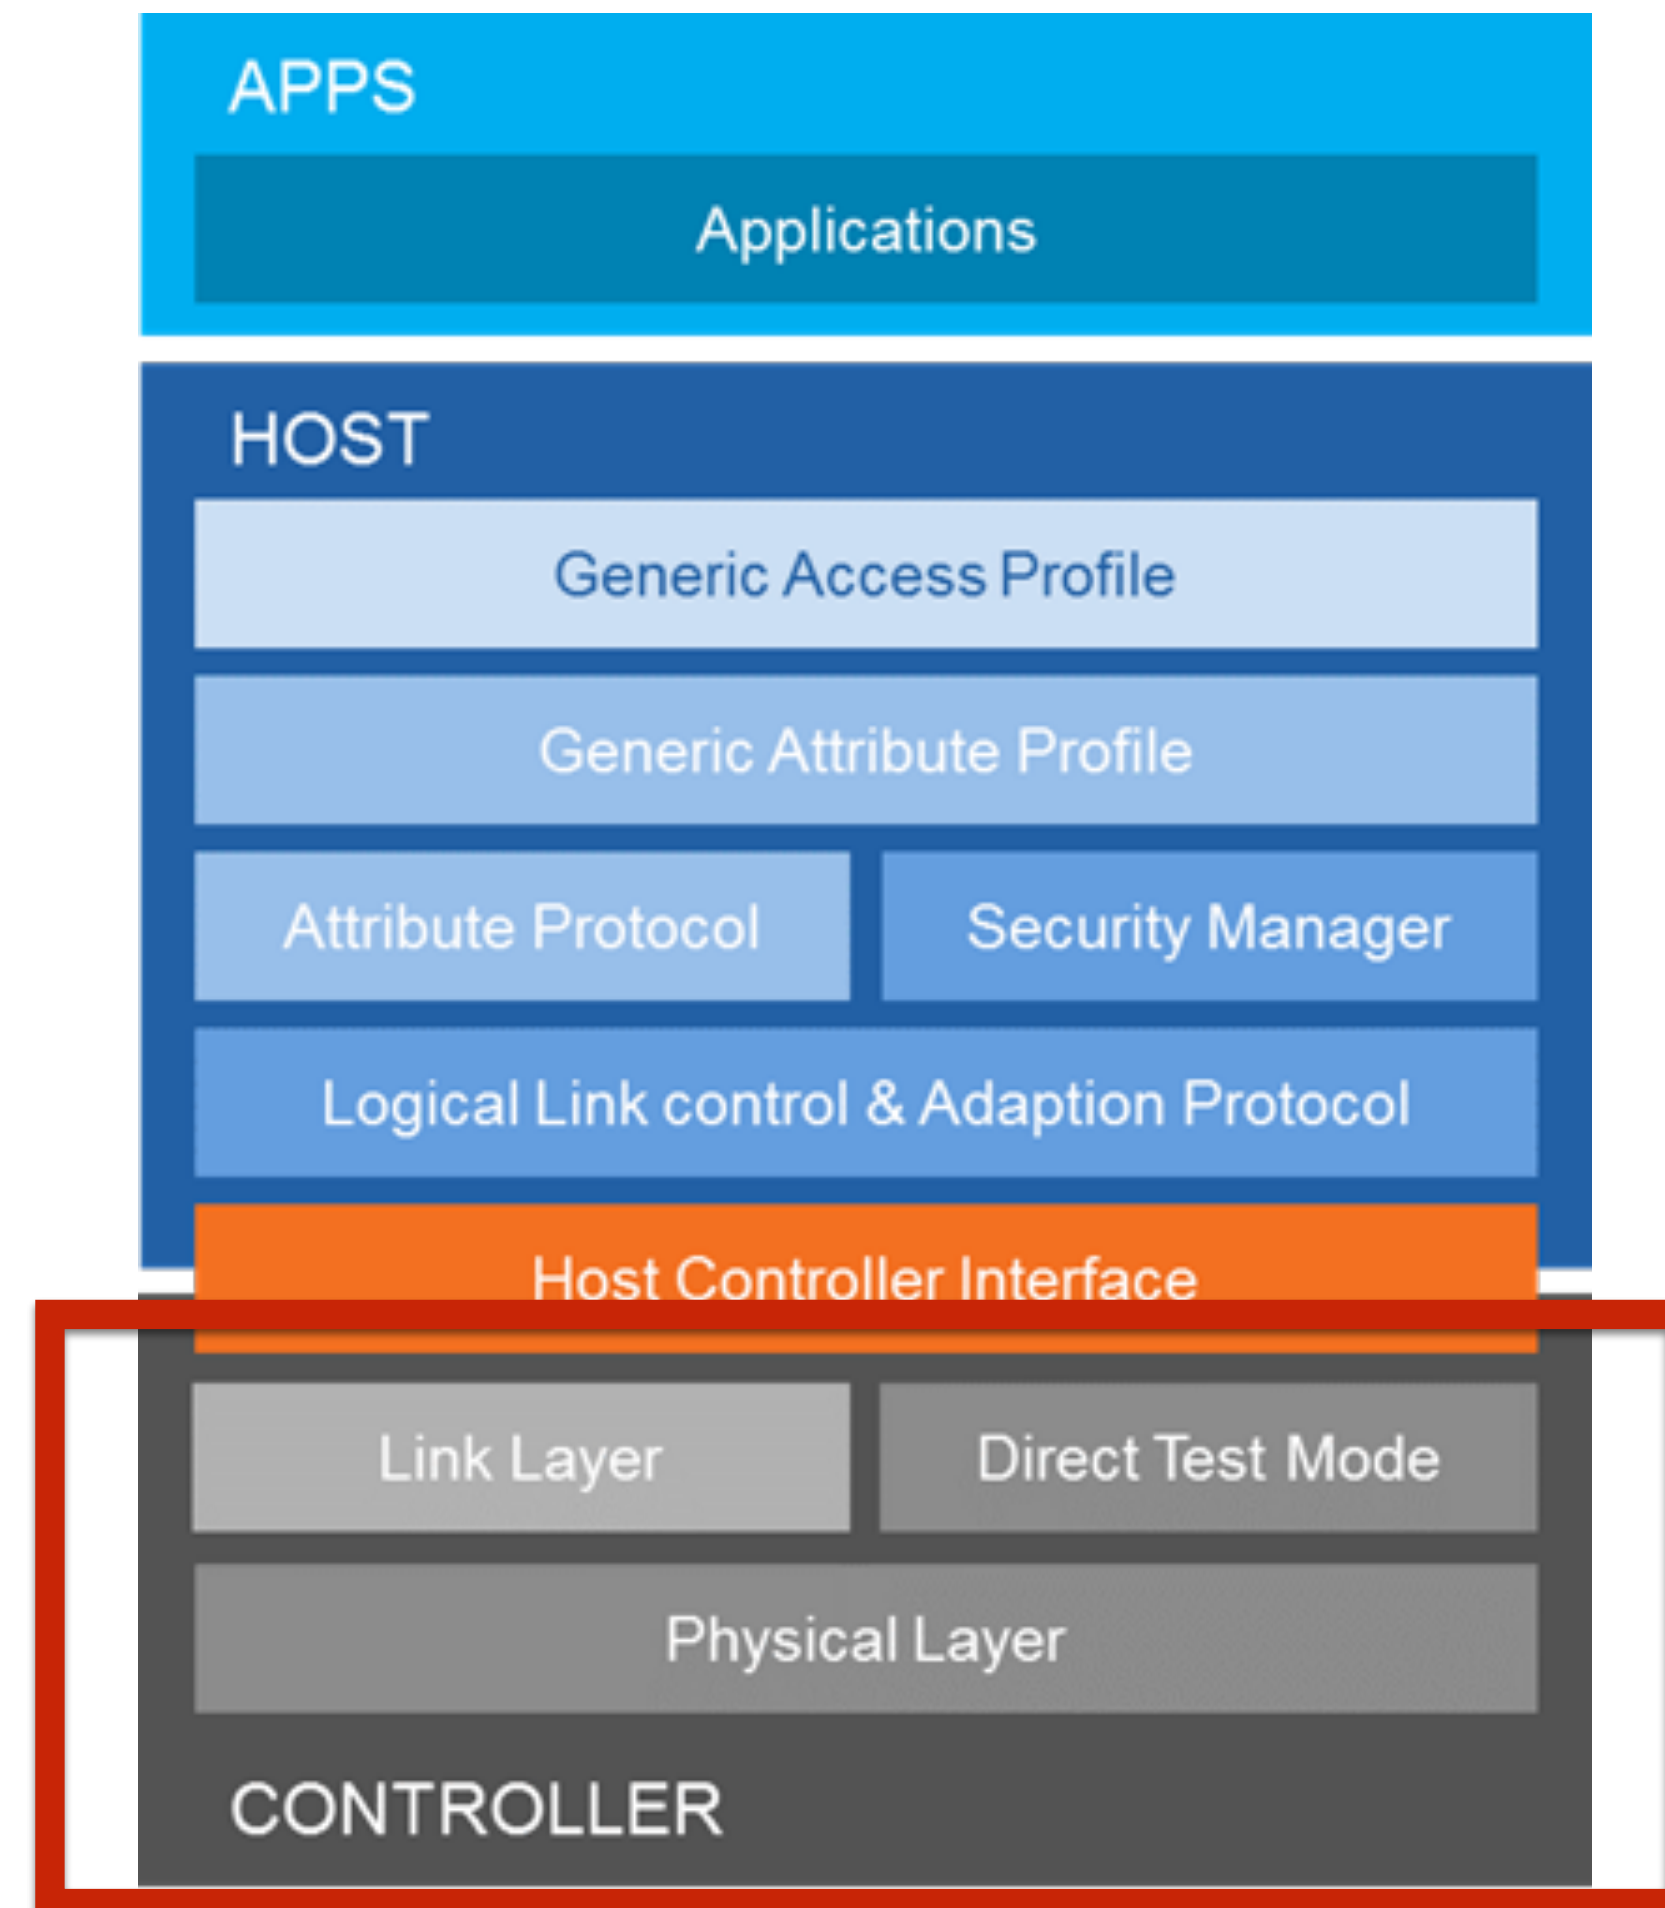 APPS
Applications
HOST
Generic Access Profile
Generic Attribute Profile
Attribute Protocol
Security Manager
Logical Link control & Adaption Protocol
Host Controller Interface
Link Layer
Direct Test Mode
Physical Layer
CONTROLLER